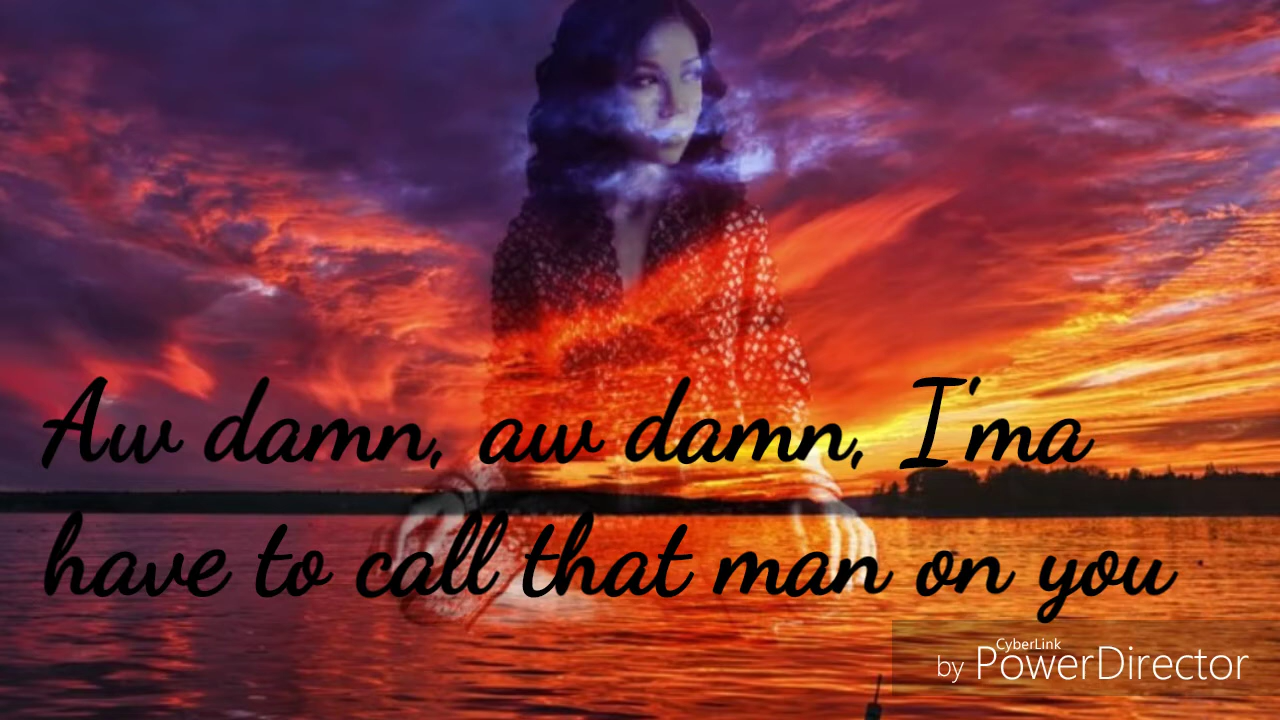 Aw damn, aw damn, I'ma
have to call that man on you
CyberLink
by PowerDirector